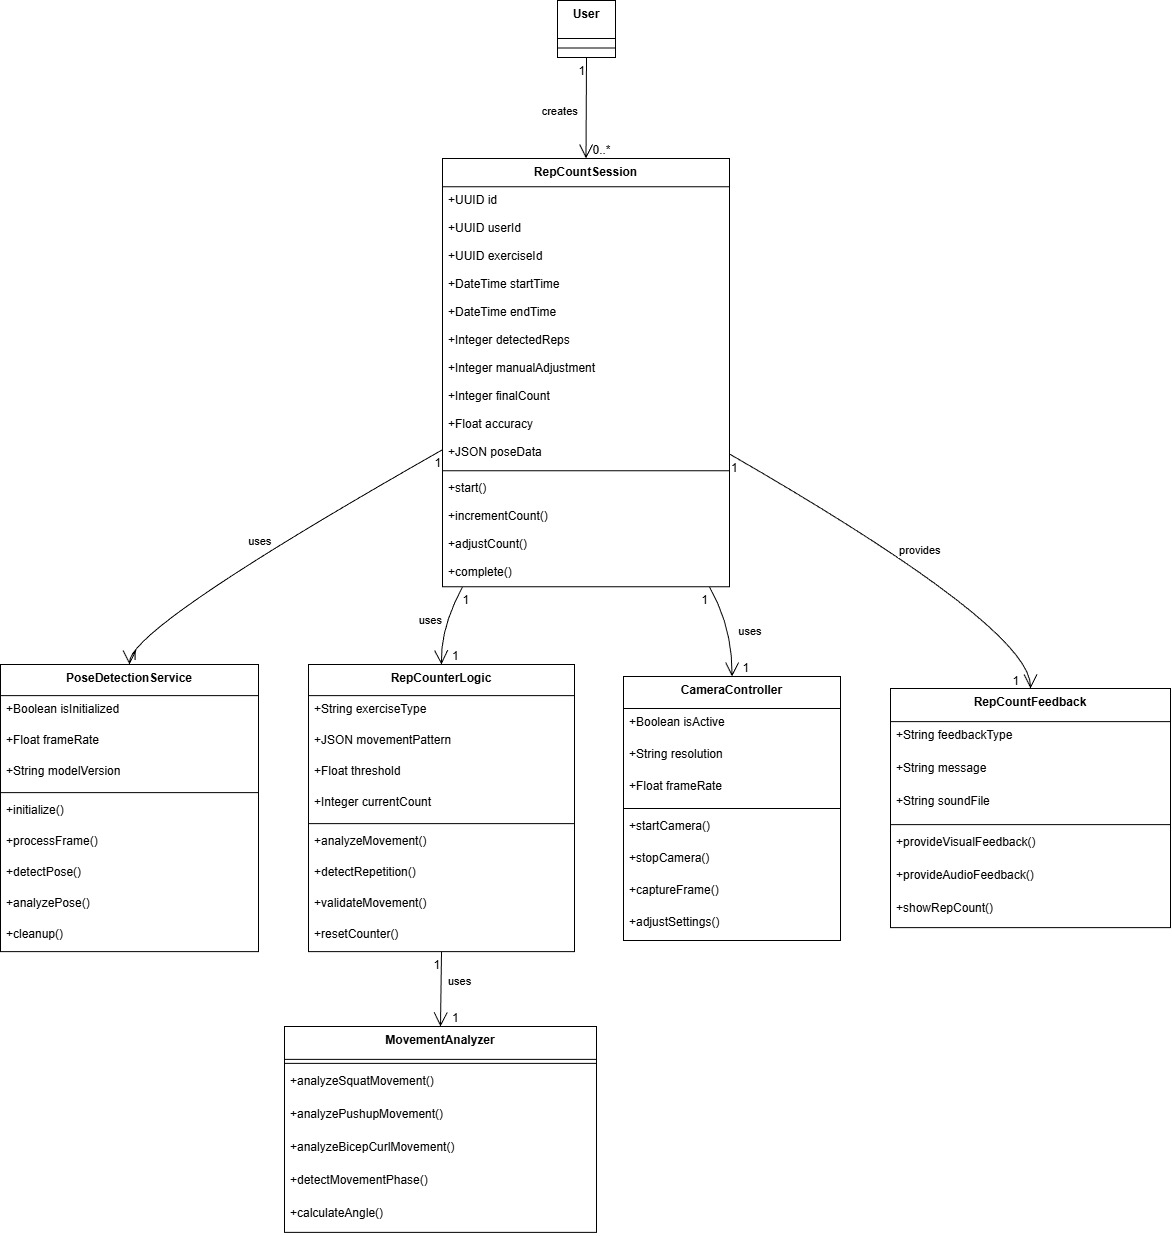 User
1
creates
0..*
RepCountSession
+UUID id
+UUID userId
+UUID exerciseId
+DateTime startTime
+DateTime endTime
+Integer detectedReps
+Integer manualAdjustment
+Integer finalCount
+Float accuracy
+JSON poseData
+start()
+incrementCount()
+adjustCount()
+complete()
1
uses
1
1
uses
1
1
uses
1
1
provides
1
PoseDetectionService
+Boolean isInitialized
+Float frameRate
+String modelVersion
+initialize()
+processFrame()
+detectPose()
+analyzePose()
+cleanup()
RepCounterLogic
+String exerciseType
+JSON movementPattern
+Float threshold
+Integer currentCount
+analyzeMovement()
+detectRepetition()
+validateMovement()
+resetCounter()
CameraController
+Boolean isActive
+String resolution
+Float frameRate
+startCamera()
+stopCamera()
+captureFrame()
+adjustSettings()
RepCountFeedback
+String feedbackType
+String message
+String soundFile
+provideVisualFeedback()
+provideAudioFeedback()
+showRepCount()
1
uses
1
MovementAnalyzer
+analyzeSquatMovement()
+analyzePushupMovement()
+analyzeBicepCurlMovement()
+detectMovementPhase()
+calculateAngle()